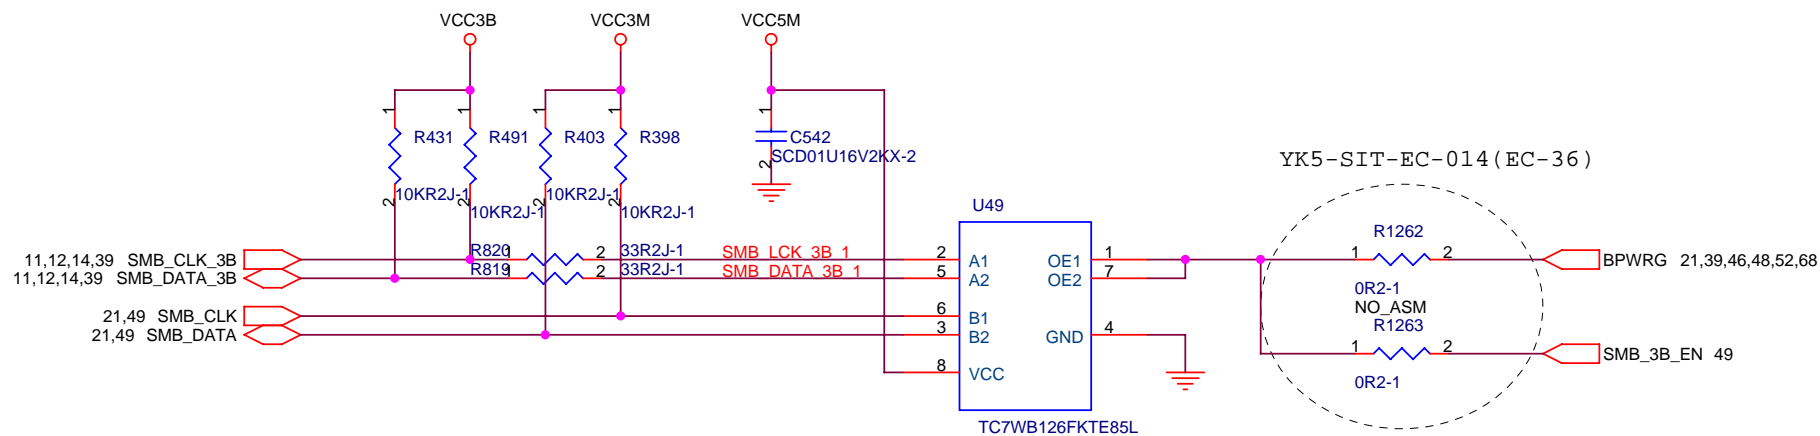 VCC3B VCC3M VCC5M
1 1 1 1 1
R431 R491 R403 R398 C542
SCD01U16V2KX-2
2
YK5-SIT-EC-014(EC-36)
2 10KR2J-1 2 10KR2J-1 2 10KR2J-1 2 10KR2J-1
U49
R1262
11,12,14,39 SMB_CLK_3B R820 1 2 33R2J-1 SMB_LCK_3B_1 2 A1 OE1 1 1 2 BPWRG 21,39,46,48,52,68
11,12,14,39 SMB_DATA_3B R819 1 2 33R2J-1 SMB_DATA_3B_1 5 A2 OE2 7
0R2-1
NO_ASM
21,49 SMB_CLK 6 B1
R1263
21,49 SMB_DATA 3 B2 GND 4
1 2 SMB_3B_EN 49
8 VCC
0R2-1
TC7WB126FKTE85L